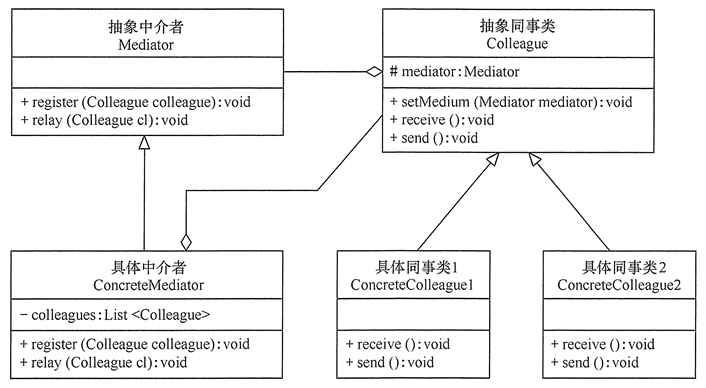 抽象中介者
Mediator
+ register (Colleague colleague): void
+ relay (Colleague cl): void
抽象同事类
Colleague
# mediator: Mediator
+ setMedium (Mediator mediator): void
+ receive (): void
+ send (): void
具体中介者
ConcreteMediator
− colleagues: List <Colleague>
+ register (Colleague colleague): void
+ relay (Colleague cl): void
具体同事类1
ConcreteColleague1
+ receive (): void
+ send (): void
具体同事类2
ConcreteColleague2
+ receive (): void
+ send (): void